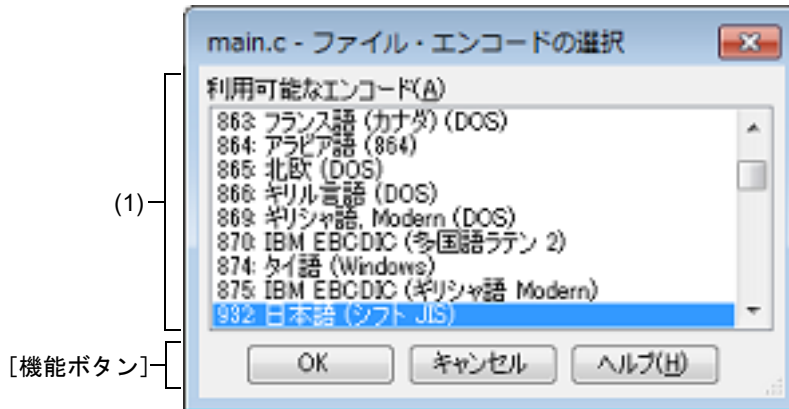 main.c - ファイル・エンコードの選択
利用可能なエンコード(A)
863: フランス語 (カナダ) (DOS)
864: アラビア語 (864)
865: 北欧 (DOS)
866: キリル言語 (DOS)
869: ギリシャ語, Modern (DOS)
870: IBM EBCDIC (多国語ラテン 2)
874: タイ語 (Windows)
875: IBM EBCDIC (ギリシャ語 Modern)
932: 日本語 (シフト JIS)
(1)
[機能ボタン]
OK
キャンセル
ヘルプ(H)